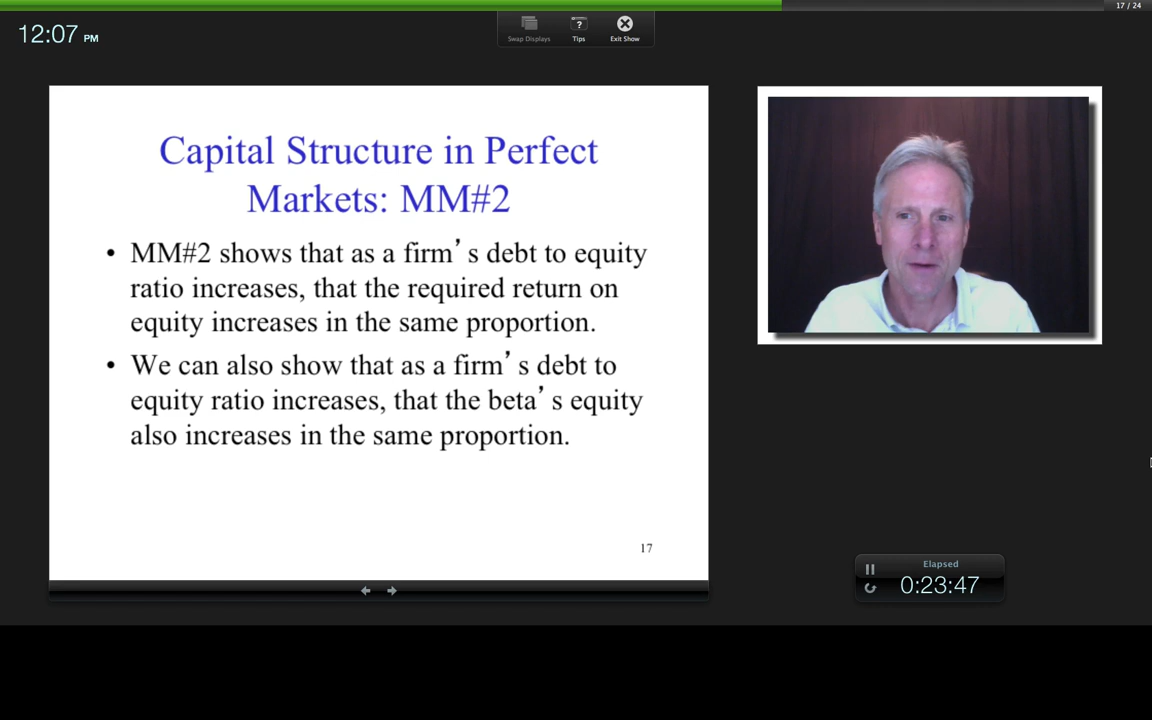 17 / 24
12:07 PM
Swap Displays
Tips
Exit Show
Capital Structure in Perfect
Markets: MM#2
• MM#2 shows that as a firm’s debt to equity
ratio increases, that the required return on
equity increases in the same proportion.
• We can also show that as a firm’s debt to
equity ratio increases, that the beta’s equity
also increases in the same proportion.
17
Elapsed
0:23:47